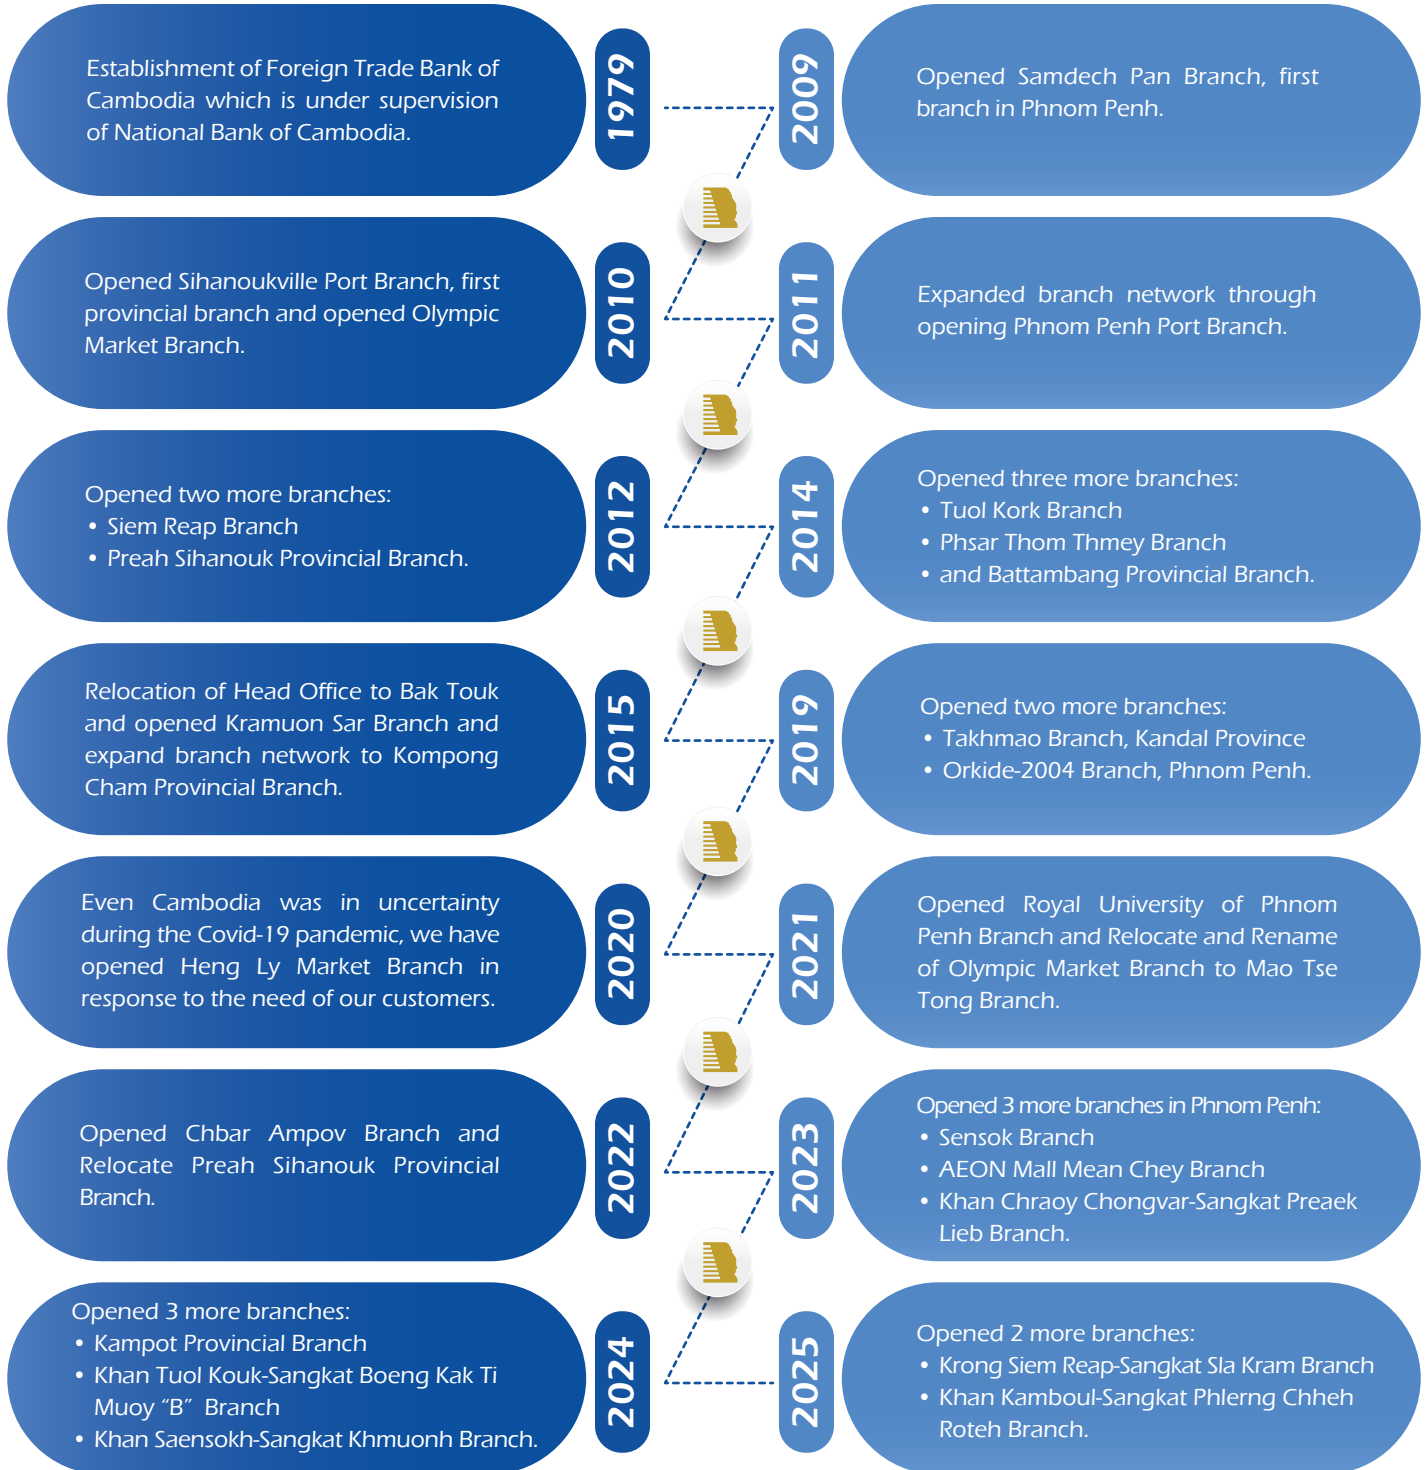 Establishment of Foreign Trade Bank of
Cambodia which is under supervision
of National Bank of Cambodia.
1979
2009
Opened Samdech Pan Branch, first
branch in Phnom Penh.
Opened Sihanoukville Port Branch, first
provincial branch and opened Olympic
Market Branch.
2010
2011
Expanded branch network through
opening Phnom Penh Port Branch.
Opened two more branches:
• Siem Reap Branch
• Preah Sihanouk Provincial Branch.
2012
2014
Opened three more branches:
• Tuol Kork Branch
• Phsar Thom Thmey Branch
• and Battambang Provincial Branch.
Relocation of Head Office to Bak Touk
and opened Kramuon Sar Branch and
expand branch network to Kompong
Cham Provincial Branch.
2015
2019
Opened two more branches:
• Takhmao Branch, Kandal Province
• Orkide-2004 Branch, Phnom Penh.
Even Cambodia was in uncertainty
during the Covid-19 pandemic, we have
opened Heng Ly Market Branch in
response to the need of our customers.
2020
2021
Opened Royal University of Phnom
Penh Branch and Relocate and Rename
of Olympic Market Branch to Mao Tse
Tong Branch.
Opened Chbar Ampov Branch and
Relocate Preah Sihanouk Provincial
Branch.
2022
2023
Opened 3 more branches in Phnom Penh:
• Sensok Branch
• AEON Mall Mean Chey Branch
• Khan Chraoy Chongvar-Sangkat Preaek
Lieb Branch.
Opened 3 more branches:
• Kampot Provincial Branch
• Khan Tuol Kouk-Sangkat Boeng Kak Ti
Muoy “B” Branch
• Khan Saensokh-Sangkat Khmuonh Branch.
2024
2025
Opened 2 more branches:
• Krong Siem Reap-Sangkat Sla Kram Branch
• Khan Kamboul-Sangkat Phlerng Chheh
Roteh Branch.